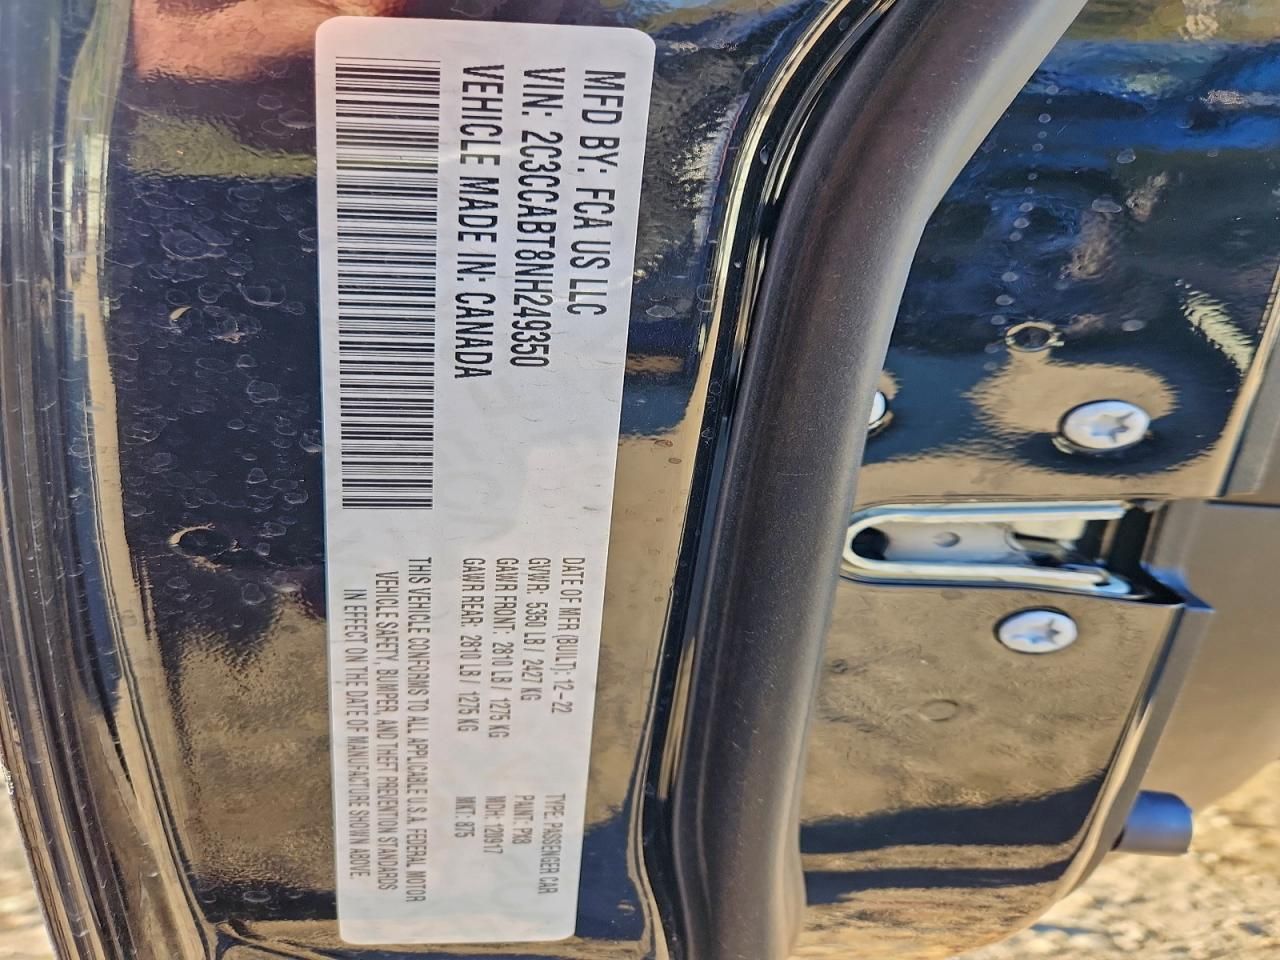 MFD BY: FCA US LLC
VIN: 2C3CCABT8NH249350
VEHICLE MADE IN: CANADA
DATE OF MFR (BUILT): 12-22
GVWR: 5350 LB / 2427 KG
GAWR FRONT: 2810 LB / 1275 KG
GAWR REAR: 2810 LB / 1275 KG
TYPE: PASSENGER CAR
PAINT: PX8
MDH: 120917
MKT: 875
THIS VEHICLE CONFORMS TO ALL APPLICABLE U.S.A. FEDERAL MOTOR
VEHICLE SAFETY, BUMPER, AND THEFT PREVENTION STANDARDS
IN EFFECT ON THE DATE OF MANUFACTURE SHOWN ABOVE.